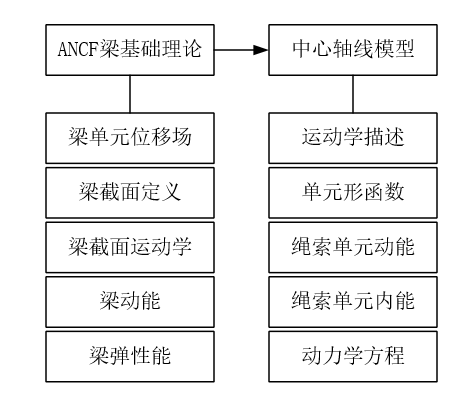 ANCF梁基础理论
中心轴线模型
梁单元位移场
梁截面定义
梁截面运动学
梁动能
梁弹性能
运动学描述
单元形函数
绳索单元动能
绳索单元内能
动力学方程